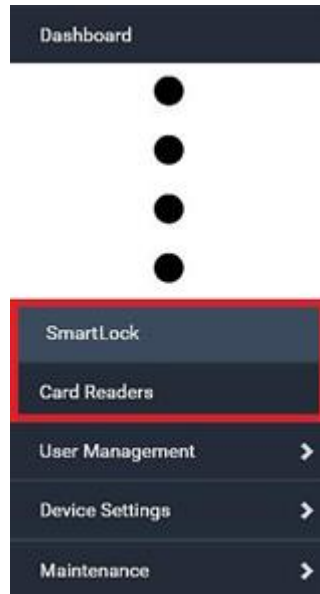 Dashboard
SmartLock
Card Readers
User Management
Device Settings
Maintenance